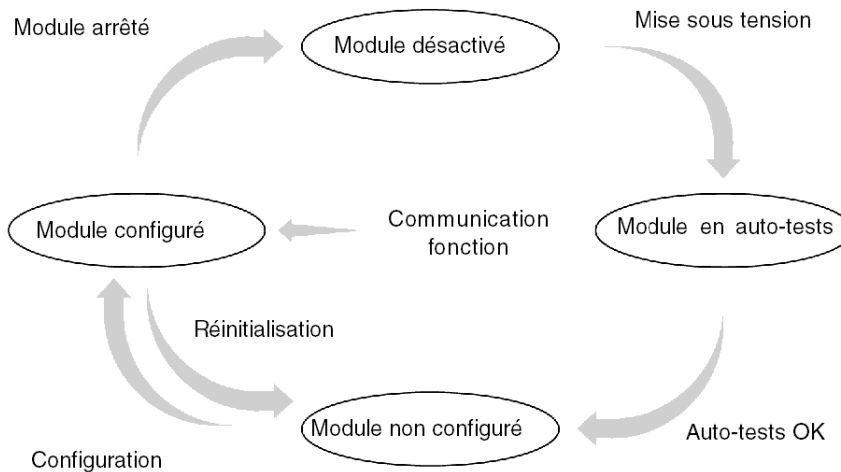 Module arrêté
Module désactivé
Mise sous tension
Module configuré
Communication
fonction
Module en auto-tests
Réinitialisation
Module non configuré
Auto-tests OK
Configuration